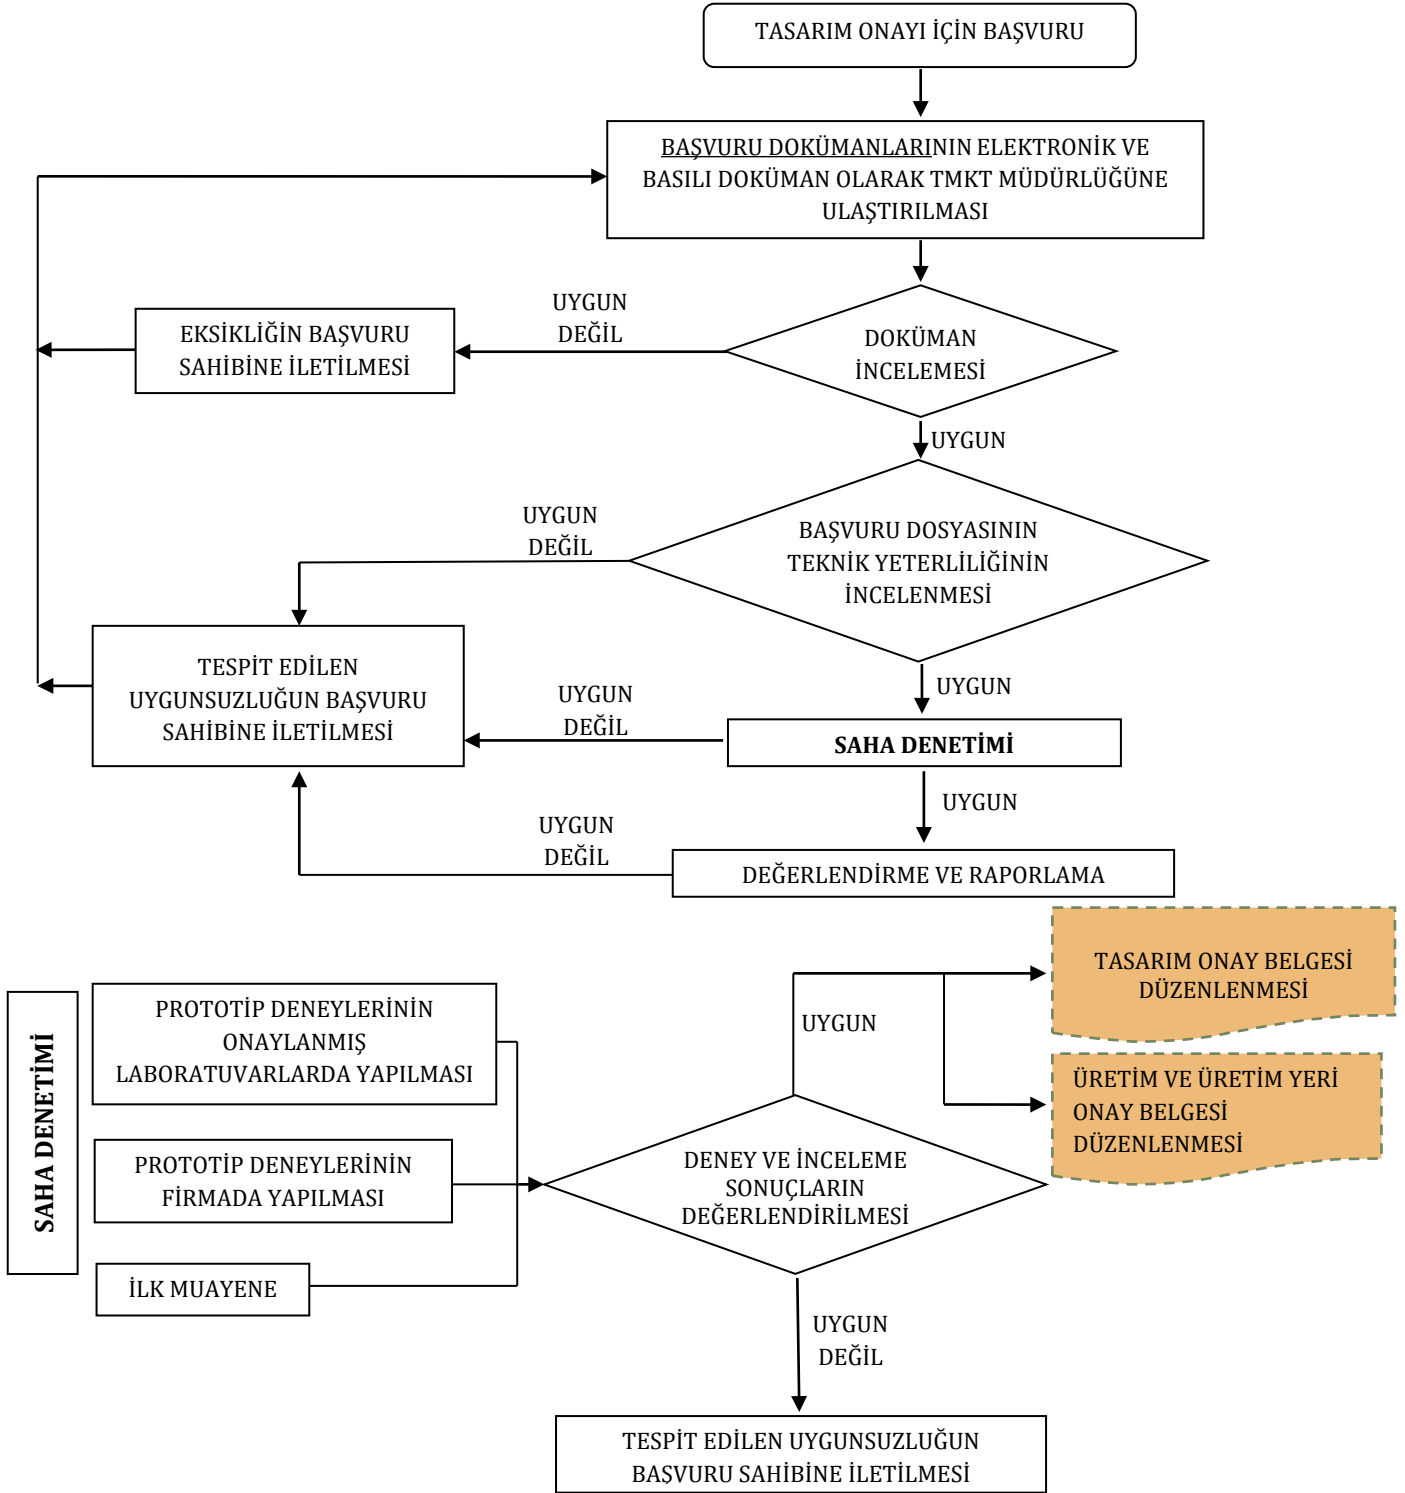 TASARIM ONAYI İÇİN BAŞVURU
BAŞVURU DOKÜMANLARININ ELEKTRONİK VE
BASILI DOKÜMAN OLARAK TMKT MÜDÜRLÜĞÜNE
ULAŞTIRILMASI
UYGUN
DEĞİL
EKSİKLİĞİN BAŞVURU
SAHİBİNE İLETİLMESİ
DOKÜMAN
İNCELEMESİ
UYGUN
UYGUN
DEĞİL
BAŞVURU DOSYASININ
TEKNİK YETERLİLİĞİNİN
İNCELENMESİ
TESPİT EDİLEN
UYGUNSUZLUĞUN BAŞVURU
SAHİBİNE İLETİLMESİ
UYGUN
UYGUN
DEĞİL
SAHA DENETİMİ
UYGUN
UYGUN
DEĞİL
DEĞERLENDİRME VE RAPORLAMA
SAHA DENETİMİ
PROTOTİP DENEYLERİNİN
ONAYLANMIŞ
LABORATUVARLARDA YAPILMASI
PROTOTİP DENEYLERİNİN
FİRMADA YAPILMASI
İLK MUAYENE
DENEY VE İNCELEME
SONUÇLARIN
DEĞERLENDİRİLMESİ
UYGUN
TASARIM ONAY BELGESİ
DÜZENLENMESİ
ÜRETİM VE ÜRETİM YERİ
ONAY BELGESİ
DÜZENLENMESİ
UYGUN
DEĞİL
TESPİT EDİLEN UYGUNSUZLUĞUN
BAŞVURU SAHİBİNE İLETİLMESİ